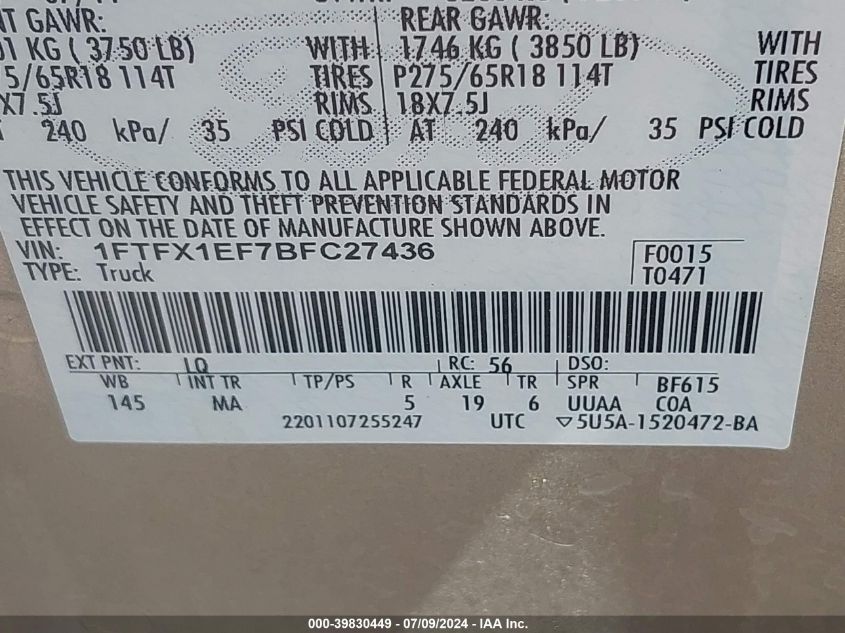 NT GAWR:
REAR GAWR:
01 KG ( 3750 LB) WITH 1746 KG ( 3850 LB) WITH
5/65R18 114T TIRES P275/65R18 114T TIRES
X7.5J RIMS 18X7.5J RIMS
240 kPa/ 35 PSI COLD AT 240 kPa/ 35 PSI COLD
THIS VEHICLE CONFORMS TO ALL APPLICABLE FEDERAL MOTOR
VEHICLE SAFETY AND THEFT PREVENTION STANDARDS IN
EFFECT ON THE DATE OF MANUFACTURE SHOWN ABOVE.
VIN: 1FTFX1EF7BFC27436 F0015
TYPE: Truck T0471
EXT PNT: LQ RC: 56 DSO:
WB INT TR TP/PS R AXLE TR SPR BF615
145 MA 5 19 6 UUAA COA
2201107255247 UTC ▽5U5A-1520472-BA
000-39830449 / 07/09/2024 - IAA Inc.